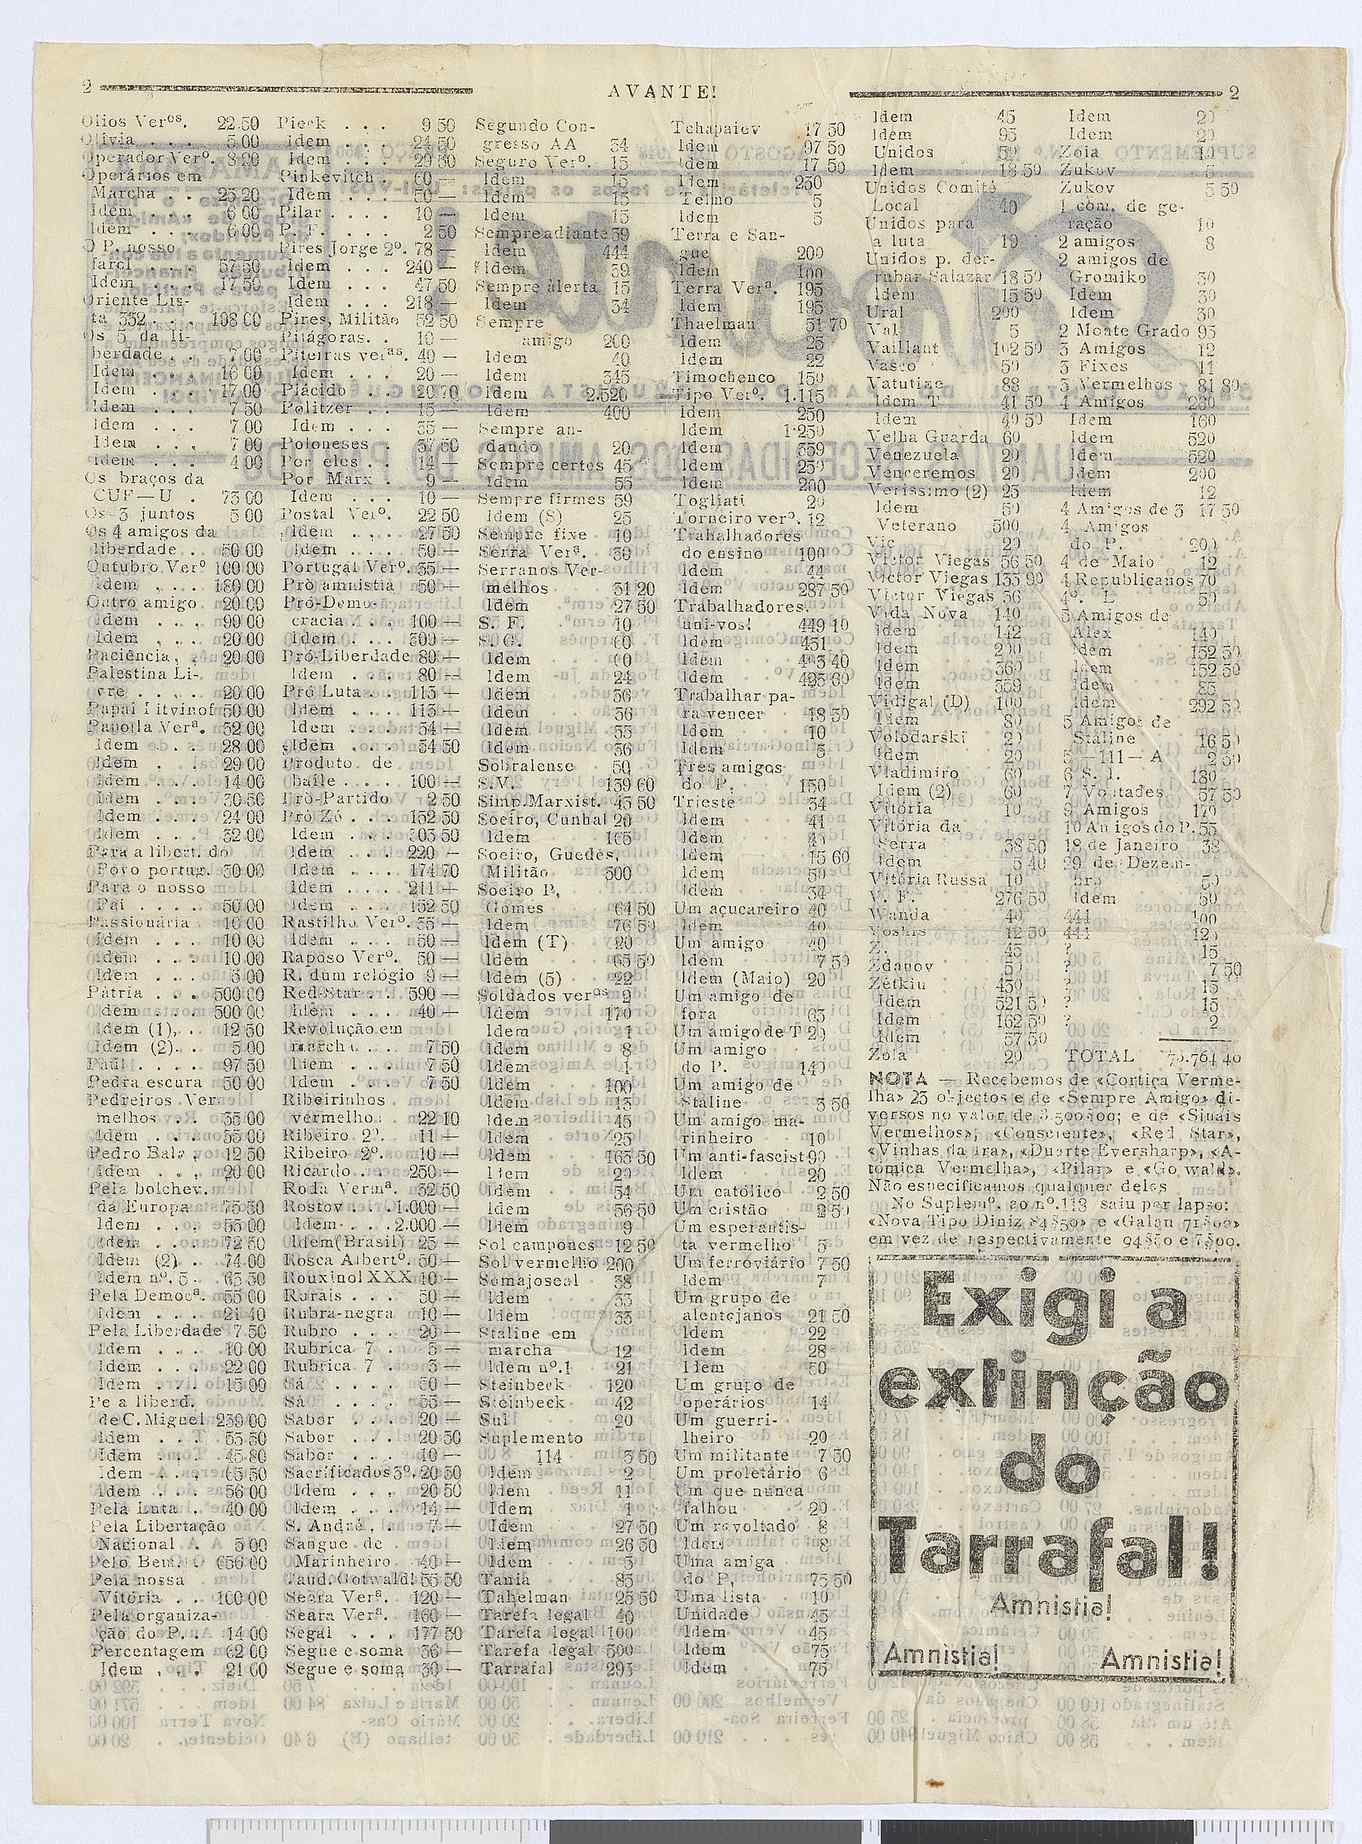 2 AVANTE! 2
Olios Verºs. 22.50
Olivia . . . . 5.00
Operador Verº. 8.20
Operários em
Marcha . . 25 20
Idem . . . . 6 00
Idem . . . . 6 00
O P. nosso
farol . . . . 57 50
Idem . . . . 17 50
Oriente Lis-
ta 352 . . . 108 00
Os 5 da li-
berdade . . 7 00
Idem . . . . 16 00
Idem . . . 17 00
Idem . . . 7 50
Idem . . . 7 00
Idem . . . 7 00
Idem . . . 4 00
Os braços da
CUF—U . 73 00
Os 3 juntos 5 00
Os 4 amigos da
liberdade . . 50 00
Outubro Verº 100 00
Idem . . . 180 00
Outro amigo . 20 00
Idem . . . 99 00
Idem . . . 20 00
Paciência, . 20 00
Palestina Li-
vre . . . . 20 00
Papai Litvinof 50 00
Papoila Verª. 32 00
Idem . . . 28 00
Idem . . . 29 00
Idem . . . 14 00
Idem . . . 30 50
Idem . . . 24 00
Idem . . . 32 00
Para a libert. do
Povo portug. 30 00
Para o nosso
Pai . . . . 50 00
Passionária . 10 00
Idem . . . 10 00
Idem . . . 10 00
Idem . . . 5 00
Pátria . . . 500 00
Idem . . . . 500 00
Idem (1). . . 12 50
Idem (2). . . 5 00
Paul . . . . 97 50
Pedra escura 50 00
Pedreiros Ver
melhos . . 35 00
Idem . . . 55 00
Pedro Bala . 12 50
Idem . . . 20 00
Pela bolchev.
da Europa 75 50
Idem . . . 55 00
Idem . . . 72 50
Idem (2) . . 74 00
Idem nº. 5 . 65 50
Pela Democª. 55 00
Idem . . . 21 40
Pela Liberdade 7 50
Idem . . . 10 00
Idem . . . 22 00
Idem . . . 15 00
Pe a liberd.
de C. Miguel 239 00
Idem . . . 53 50
Idem . . . 45 80
Idem . . . 65 50
Idem . . . 56 00
Pela Luta . . 40 00
Pela Libertação
Nacional . . 5 00
Pelo Bem. . 656 00
Pela nossa
Vitória . . 100 00
Pela organiza-
ção do P. . . 14 00
Percentagem 62 00
Idem . . . 21 00
Pieck . . . 9 50
Idem . . . 24 50
Idem . . . 29 80
Pinkevitch . . 60 —
Idem . . . . 50 —
Pilar . . . . 10 —
P. F. . . . 2 50
Pires Jorge 2º. 78 —
Idem . . . 240 —
Idem . . . 47 50
Idem . . . 218 —
Pires, Militão 52 50
Pitágoras. . 10 —
Piteiras verªs. 40 —
Idem . . . 20 —
Plácido . . . 20 70
Politzer . . . 15 —
Idem . . . 35 —
Poloneses 37 50
Por eles . . 14 —
Por Marx . . 9 —
Idem . . . 10 —
Postal Verº. 22 50
Idem . . . 27 50
Idem . . . 50 —
Portugal Verº. 35 —
Pró amnistia 50 —
Pró-Demo-
cracia . . . 100 —
Idem . . . 300 —
Pró-Liberdade 80 —
Idem . . . 80 —
Pró Luta . . 115 —
Idem . . . 113 —
Idem . . . 54 —
Idem . . . 54 50
Produto de
baile . . . 100 —
Pró-Partido 2 50
Pró Zé . . . 152 50
Idem . . . 303 50
Idem . . . 220 —
Idem . . . 174 70
Idem . . . 211 —
Idem . . . 152 50
Rastilho Verº. 35 —
Idem . . . 50 —
Raposo Verº. 50 —
R. dum relógio 9 —
Red-Star . . 590 —
Idem . . . 40 —
Revolução em
marcha . . . 7 50
Idem . . . 7 50
Idem . . . 7 50
Ribeirinhos
vermelhos 22 10
Ribeiro 2º. 11 —
Ribeiro 2º. 10 —
Ricardo . . . 250 —
Roda Vermª. 32 50
Rostov . . . 1.000 —
Idem . . . 2.000 —
Idem (Brasil) 25 —
Rosca Albertº. 50 —
Rouxinol XXX 10 —
Rurais . . . 50 —
Rubra-negra 10 —
Rubro . . . 20 —
Rubrica 7 . . 5 —
Rubrica 7 . . 3 —
Sá . . . . 50 —
Sá . . . . 55 —
Sabor . . . 20 —
Sabor . . . 20 50
Sabor . . . 10 —
Sacrificados 3º. 20 50
Idem . . . 20 50
Idem . . . 14 —
S. André . . 7 —
Sangue de
Marinheiro . 40 —
Saud. Gotwald! 55 50
Seara Verª. 120 —
Seara Verª. 160 —
Segal . . . 177 50
Segue e soma 36 —
Segue e soma 30 —
Segundo Con-
gresso AA 34
Seguro Verº. 15
Idem 15
Idem 15
Idem 15
Sempre adiante 59
Idem 444
Idem 39
Sempre alerta 15
Idem 34
Sempre
amigo 200
Idem 40
Idem 345
Idem 2.520
Idem 400
Sempre an-
dando 20
Sempre certos 45
Idem 55
Sempre firmes 59
Idem (S) 25
Sempre fixe 10
Serra Verª. 30
Serranos Ver-
melhos 31 20
Idem 27 50
S. F. 10
S. G. 60
Idem 60
Idem 24
Idem 56
Idem 36
Idem 55
Idem 36
Sobralense 50
S.V. 159 60
Simp. Marxist. 43 50
Soeiro, Cunhal 20
Idem 165
Soeiro, Guedes,
Militão 500
Soeiro P,
Gomes 64 50
Idem 76 50
Idem (T) 20
Idem 65 50
Idem (5) 22
Soldados verºs 2
Idem 170
Idem 1
Idem 8
Idem 1
Idem 100
Idem 13
Idem 45
Idem 25
Idem 163 50
Idem 20
Idem 34
Idem 56 50
Idem 9
Sol campones 12 50
Sol vermelho 200
Somajoseal 38
Idem 33
Idem 33
Staline em
marcha 12
Idem nº.1 21
Steinbeck 120
Steinbeck 42
Sul 20
Suplemento
114 3 50
Idem 2
Idem 11
Idem 1
Idem 27 50
Idem 26 50
Idem 5
Tania 85
Tahelman 25 50
Tarefa legal 40
Tarefa legal 100
Tarefa legal 500
Tarrafal 293
Tchapaiev 17 50
Idem 97 50
Idem 17 50
Idem 250
Telmo 5
Idem 5
Terra e San-
gue 200
Idem 100
Terra Verª. 195
Idem 195
Thaelman 31 70
Idem 25
Idem 22
Timochenco 150
Tipo Verº. 1.115
Idem 250
Idem 1.250
Idem 359
Idem 250
Idem 200
Togliati 20
Torneiro verº. 12
Trabalhadores
do ensino 100
Idem 44
Idem 287 50
Trabalhadores,
uni-vos! 449 10
Idem 451
Idem 463 40
Idem 425 60
Trabalhar pa-
ra vencer 18 50
Idem 10
Idem 5
Tres amigos
do P. 150
Trieste 34
Idem 41
Idem 45
Idem 15 60
Idem 50
Idem 34
Um açucareiro 40
Idem 40
Um amigo 40
Idem 7 50
Idem (Maio) 20
Um amigo de
fora 65
Um amigo de T 20
Um amigo
do P. 140
Um amigo de
Staline 3 50
Um amigo ma-
rinheiro 10
Um anti-fascist 90
Idem 20
Um católico 2 50
Um cristão 2 50
Um esperantis-
ta vermelho 5
Um ferroviário 7 50
Idem 7
Um grupo de
alentejanos 21 50
Idem 22
Idem 28
Idem 50
Um grupo de
operários 14
Um guerri-
lheiro 20
Um militante 7 50
Um proletário 6
Um que nunca
falhou 20
Um revoltado 8
Idem 8
Uma amiga
do P, 75 50
Uma lista 10
Unidade 45
Idem 45
Idem 75
Idem 75
Idem 45
Idem 95
Unidos 50
Idem 18 50
Unidos Comité
Local 40
Unidos para
a luta 19
Unidos p. der-
rubar Salazar 18 50
Idem 15 50
Ural 200
Val 5
Vaillant 102 50
Vasco 50
Vatutine 88
Idem T 41 50
Idem 49 50
Velha Guarda 60
Venezuela 20
Venceremos 20
Verissimo (2) 25
Idem 50
Veterano 500
Vic 20
Victor Viegas 56 50
Victor Viegas 135 90
Victor Viegas 56
Vida Nova 140
Idem 142
Idem 200
Idem 360
Idem 359
Vidigal (D) 100
Idem 80
Volodarski 20
Idem 20
Vladimiro 60
Idem (2) 60
Vitória 10
Vitória da
Serra 38 50
Idem 5 40
Vitória Russa 10
V. F. 276 50
Wanda 40
Yoshis 12 50
Z. 45
Zdanov 50
Zétkin 450
Idem 521 50
Idem 162 50
Idem 57 50
Zola 20
Idem 20
Idem 20
Zoia 10
Zukov 5
Zukov 5 50
1 com. de ge-
ração 10
2 amigos 8
2 amigos de
Gromiko 30
Idem 30
Idem 30
2 Monte Grado 95
3 Amigos 12
3 Fixes 11
3 Vermelhos 81 80
4 Amigos 280
Idem 160
Idem 520
Idem 520
Idem 200
Idem 12
4 Amigos de 3 17 50
4 Amigos
do P. 200
4 de Maio 12
4 Republicanos 70
4º. L 50
5 Amigos de
Alex 140
Idem 152 50
Idem 152 50
Idem 85
Idem 292 50
5 Amigos de
Staline 16 50
5 —111— A 2 50
6 S. J. 180
7 Vontades 57 50
9 Amigos 170
10 Amigos do P. 55
18 de Janeiro 38
29 de Dezem-
bro 50
Idem 50
444 100
444 120
? 15
? 7 50
? 15
? 15
? 2
TOTAL 75.764 40
NOTA — Recebemos de «Cortiça Verme-
lha» 23 objectos e de «Sempre Amigo» di-
versos no valor de 3.500$00; e de «Sinais
Vermelhos», «Consciente», «Red Star»,
«Vinhas da ira», «Duarte Eversharp», «A-
tómica Vermelha», «Pilar» e «Gotwald».
Não especificamos qualquer deles
No Suplemº. ao n.º 113 saiu por lapso:
«Nova Tipo Diniz 84$50» e «Galan 71$00»
em vez de respectivamente 94$50 e 7$00.
Exigi a
extinção
do
Tarrafal!
Amnistia!
Amnistia! Amnistia!